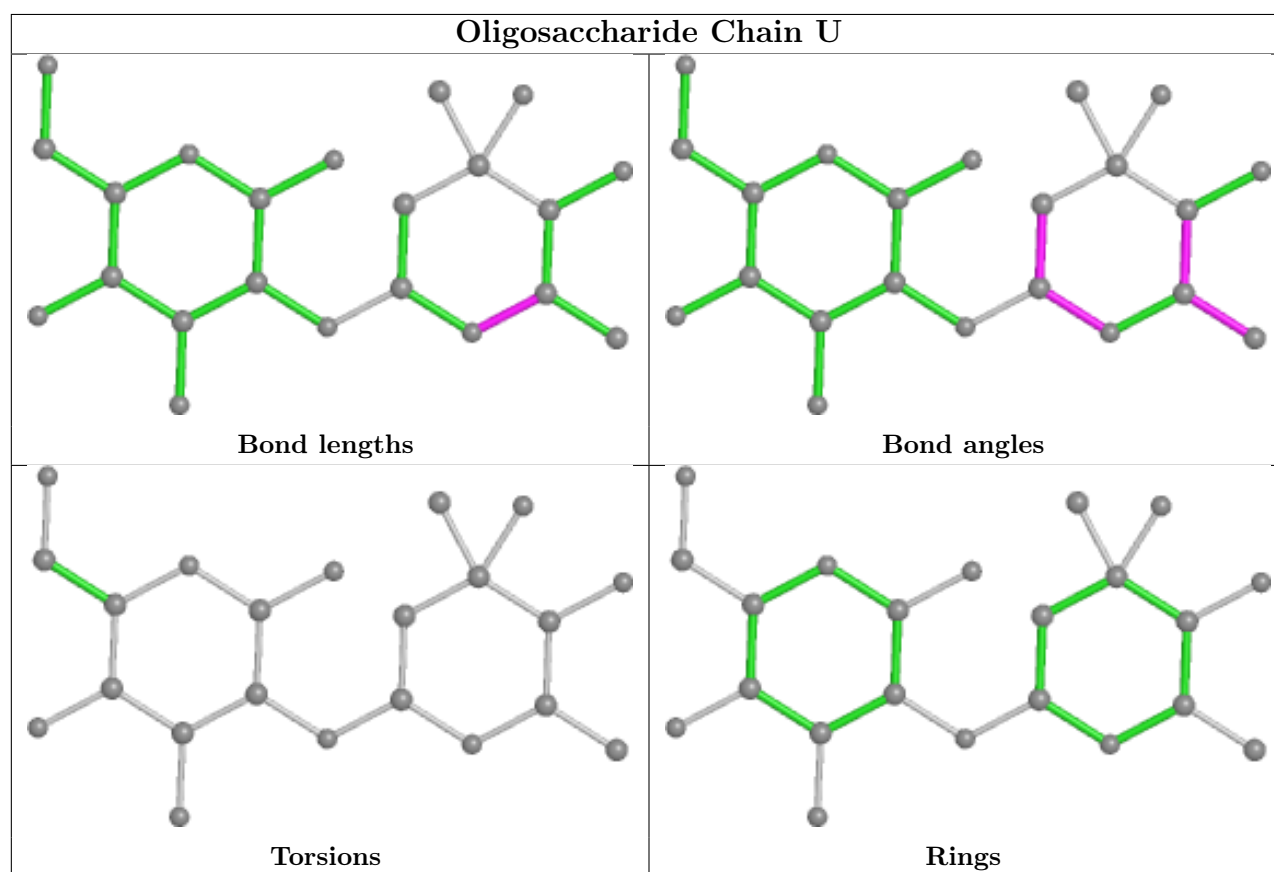 Oligosaccharide Chain U
Bond lengths
Bond angles
Torsions
Rings